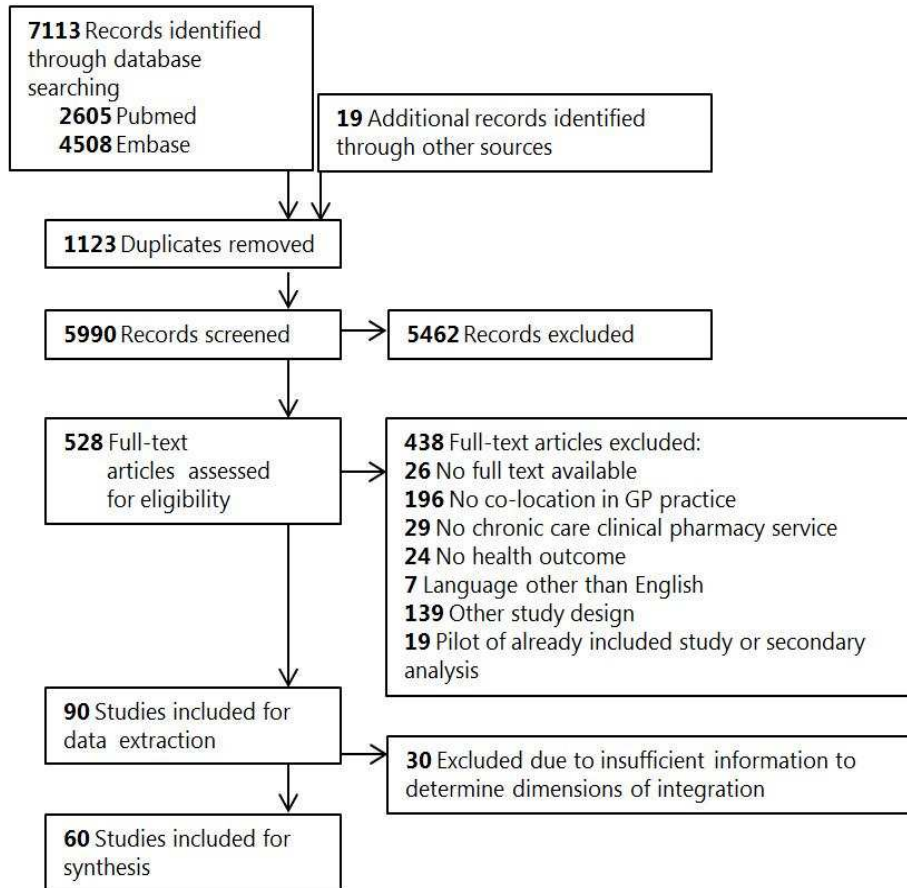 7113 Records identified
through database
searching
2605 Pubmed
4508 Embase
19 Additional records identified
through other sources
1123 Duplicates removed
5990 Records screened
5462 Records excluded
528 Full-text
articles assessed
for eligibility
438 Full-text articles excluded:
26 No full text available
196 No co-location in GP practice
29 No chronic care clinical pharmacy service
24 No health outcome
7 Language other than English
139 Other study design
19 Pilot of already included study or secondary
analysis
90 Studies included for
data extraction
30 Excluded due to insufficient information to
determine dimensions of integration
60 Studies included for
synthesis